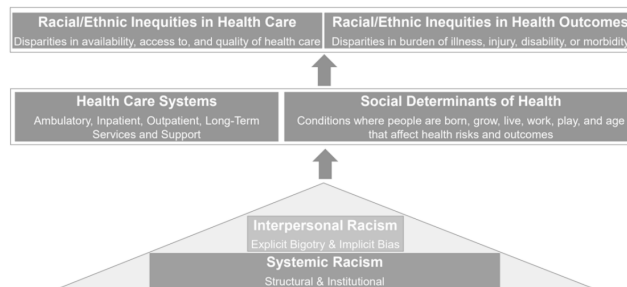 Racial/Ethnic Inequities in Health Care
Disparities in availability, access to, and quality of health care
Racial/Ethnic Inequities in Health Outcomes
Disparities in burden of illness, injury, disability, or morbidity
Health Care Systems
Ambulatory, Inpatient, Outpatient, Long-Term
Services and Support
Social Determinants of Health
Conditions where people are born, grow, live, work, play, and age
that affect health risks and outcomes
Interpersonal Racism
Explicit Bigotry & Implicit Bias
Systemic Racism
Structural & Institutional